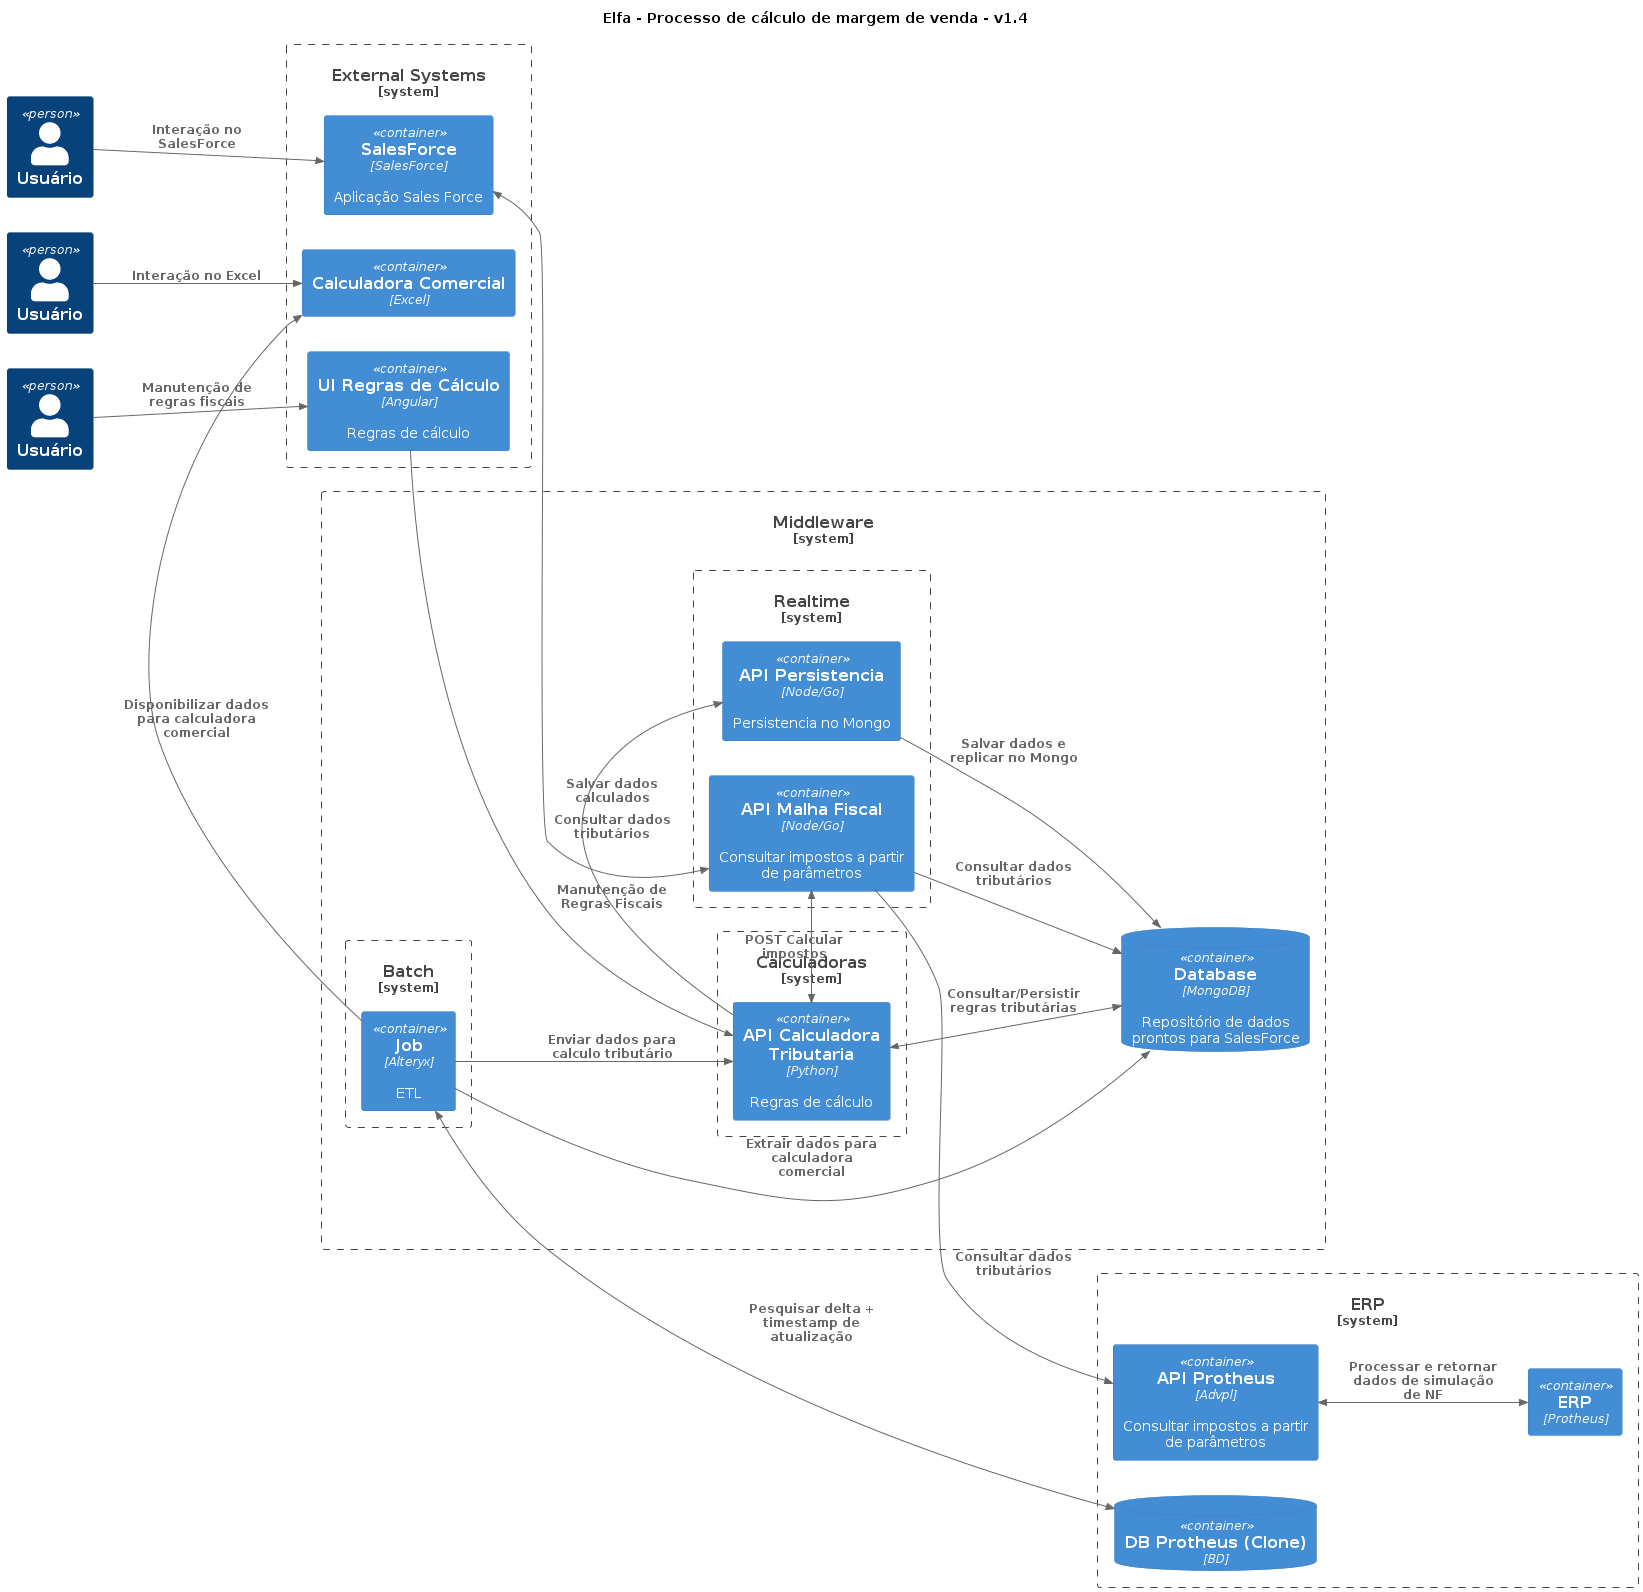 Elfa - Processo de cálculo de margem de venda - v1.4
External Systems
[system]
«person»
Usuário
Interação no
SalesForce
«container»
SalesForce
[SalesForce]
Aplicação Sales Force
«person»
Usuário
Interação no Excel
«container»
Calculadora Comercial
[Excel]
«person»
Usuário
Manutenção de
regras fiscais
«container»
UI Regras de Cálculo
[Angular]
Regras de cálculo
Middleware
[system]
Realtime
[system]
«container»
API Persistencia
[Node/Go]
Persistencia no Mongo
Disponibilizar dados
para calculadora
comercial
Salvar dados e
replicar no Mongo
Salvar dados
calculados
Consultar dados
tributários
«container»
API Malha Fiscal
[Node/Go]
Consultar impostos a partir
de parâmetros
Consultar dados
tributários
Manutenção de
Regras Fiscais
POST Calcular
impostos
Calculadoras
[system]
Batch
[system]
«container»
Database
[MongoDB]
Repositório de dados
prontos para SalesForce
Consultar/Persistir
regras tributárias
«container»
Job
[Alteryx]
ETL
Enviar dados para
calculo tributário
«container»
API Calculadora
Tributaria
[Python]
Regras de cálculo
Extrair dados para
calculadora
comercial
Consultar dados
tributários
Pesquisar delta +
timestamp de
atualização
ERP
[system]
«container»
API Protheus
[Advpl]
Consultar impostos a partir
de parâmetros
Processar e retornar
dados de simulação
de NF
«container»
ERP
[Protheus]
«container»
DB Protheus (Clone)
[BD]